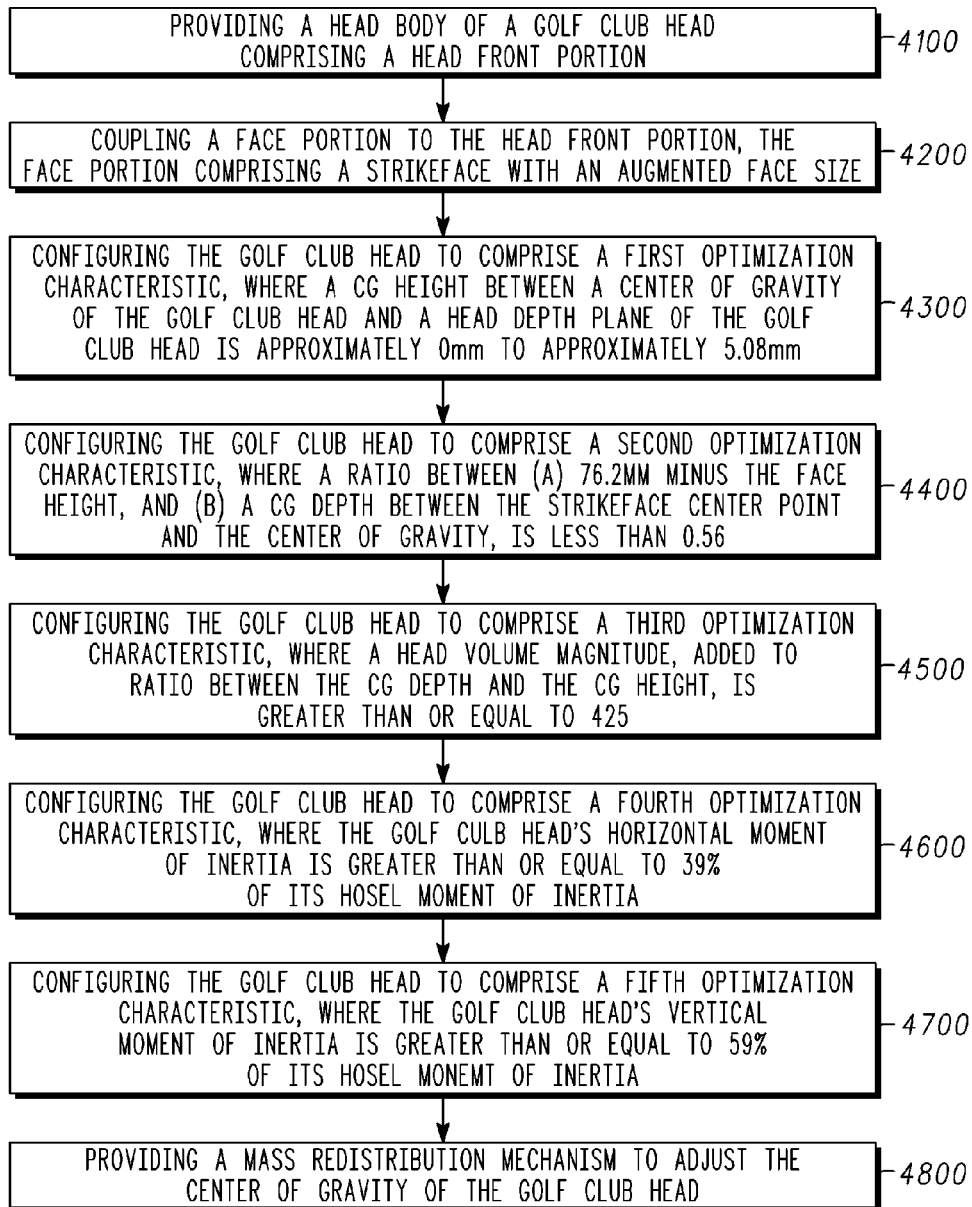 PROVIDING A HEAD BODY OF A GOLF CLUB HEAD
COMPRISING A HEAD FRONT PORTION
4100
COUPLING A FACE PORTION TO THE HEAD FRONT PORTION, THE
FACE PORTION COMPRISING A STRIKEFACE WITH AN AUGMENTED FACE SIZE
4200
CONFIGURING THE GOLF CLUB HEAD TO COMPRISE A FIRST OPTIMIZATION
CHARACTERISTIC, WHERE A CG HEIGHT BETWEEN A CENTER OF GRAVITY
OF THE GOLF CLUB HEAD AND A HEAD DEPTH PLANE OF THE GOLF
CLUB HEAD IS APPROXIMATELY 0mm TO APPROXIMATELY 5.08mm
4300
CONFIGURING THE GOLF CLUB HEAD TO COMPRISE A SECOND OPTIMIZATION
CHARACTERISTIC, WHERE A RATIO BETWEEN (A) 76.2MM MINUS THE FACE
HEIGHT, AND (B) A CG DEPTH BETWEEN THE STRIKEFACE CENTER POINT
AND THE CENTER OF GRAVITY, IS LESS THAN 0.56
4400
CONFIGURING THE GOLF CLUB HEAD TO COMPRISE A THIRD OPTIMIZATION
CHARACTERISTIC, WHERE A HEAD VOLUME MAGNITUDE, ADDED TO
RATIO BETWEEN THE CG DEPTH AND THE CG HEIGHT, IS
GREATER THAN OR EQUAL TO 425
4500
CONFIGURING THE GOLF CLUB HEAD TO COMPRISE A FOURTH OPTIMIZATION
CHARACTERISTIC, WHERE THE GOLF CULB HEAD'S HORIZONTAL MOMENT
OF INERTIA IS GREATER THAN OR EQUAL TO 39%
OF ITS HOSEL MOMENT OF INERTIA
4600
CONFIGURING THE GOLF CLUB HEAD TO COMPRISE A FIFTH OPTIMIZATION
CHARACTERISTIC, WHERE THE GOLF CLUB HEAD'S VERTICAL
MOMENT OF INERTIA IS GREATER THAN OR EQUAL TO 59%
OF ITS HOSEL MONEMT OF INERTIA
4700
PROVIDING A MASS REDISTRIBUTION MECHANISM TO ADJUST THE
CENTER OF GRAVITY OF THE GOLF CLUB HEAD
4800